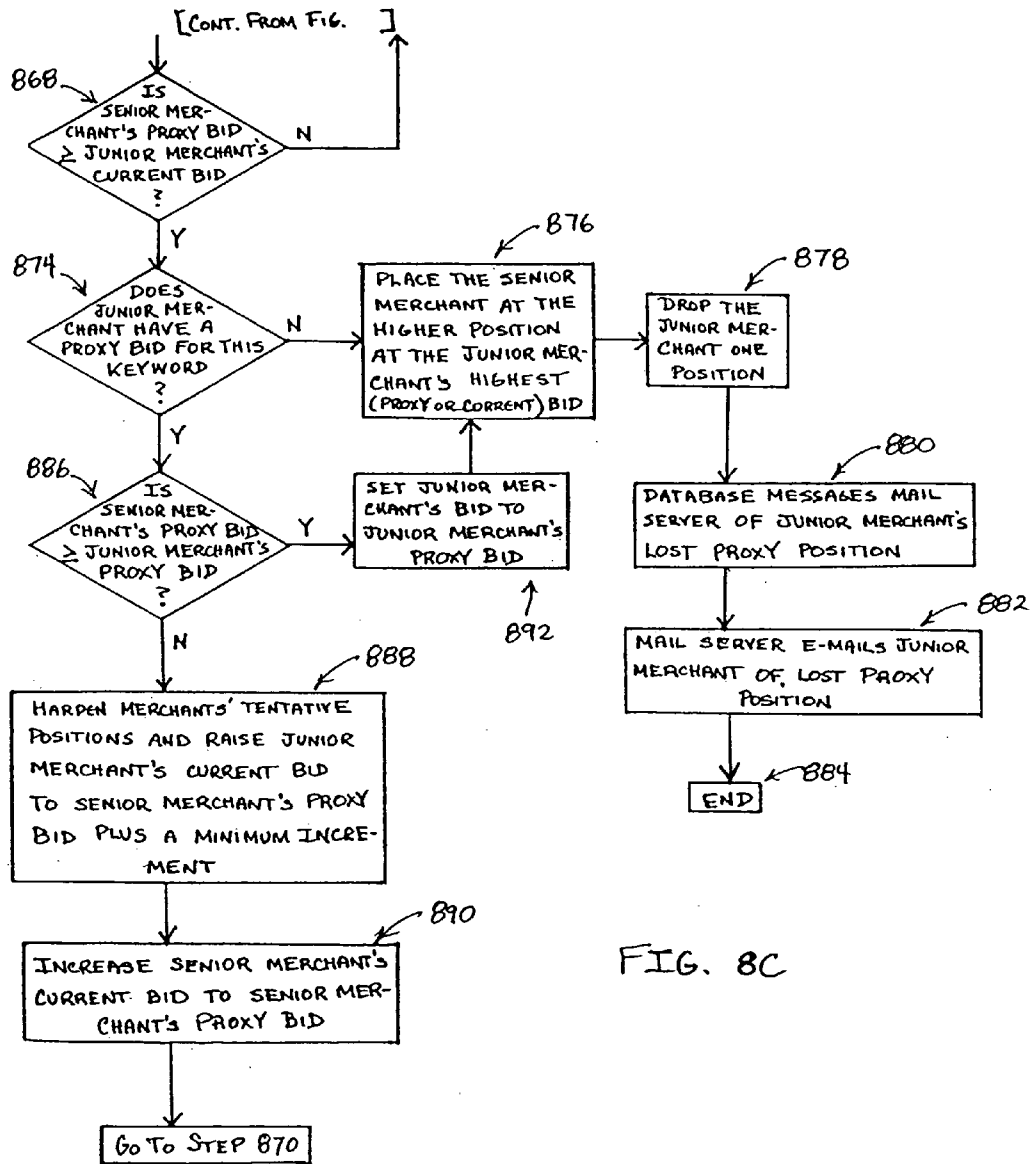 [CONT. FROM FIG. ]
868
IS
SENIOR MER-
CHANT'S PROXY BID
≥ JUNIOR MERCHANT'S
CURRENT BID
?
N
Y
874
DOES
JUNIOR MER-
CHANT HAVE A
PROXY BID FOR THIS
KEYWORD
?
N
Y
876
PLACE THE SENIOR
MERCHANT AT THE
HIGHER POSITION
AT THE JUNIOR MER-
CHANT'S HIGHEST
(PROXY OR CURRENT) BID
878
DROP THE
JUNIOR MER-
CHANT ONE
POSITION
886
IS
SENIOR MER-
CHANT'S PROXY BID
≥ JUNIOR MERCHANT'S
PROXY BID
?
Y
N
SET JUNIOR MER-
CHANT'S BID TO
JUNIOR MERCHANT'S
PROXY BID
892
880
DATABASE MESSAGES MAIL
SERVER OF JUNIOR MERCHANT'S
LOST PROXY POSITION
882
MAIL SERVER E-MAILS JUNIOR
MERCHANT OF LOST PROXY
POSITION
884
END
888
HARDEN MERCHANTS' TENTATIVE
POSITIONS AND RAISE JUNIOR
MERCHANT'S CURRENT BID
TO SENIOR MERCHANT'S PROXY
BID PLUS A MINIMUM INCRE-
MENT
890
INCREASE SENIOR MERCHANT'S
CURRENT BID TO SENIOR MER-
CHANT'S PROXY BID
GO TO STEP 870
FIG. 8C